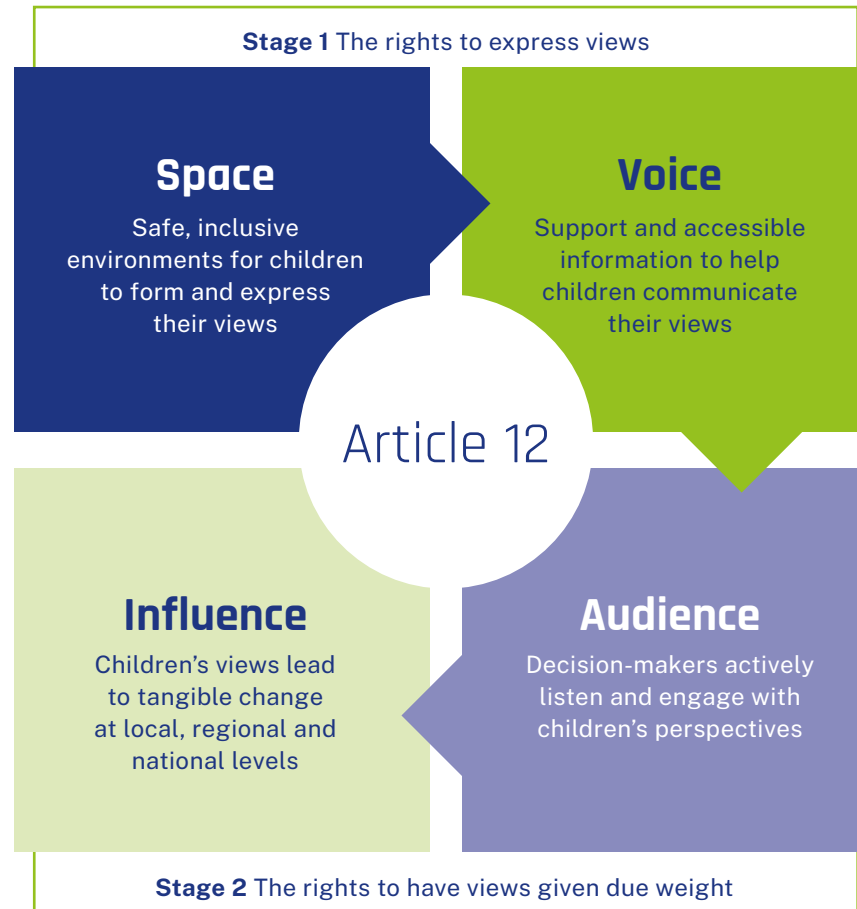 Stage 1 The rights to express views
Space
Safe, inclusive
environments for children
to form and express
their views
Voice
Support and accessible
information to help
children communicate
their views
Article 12
Influence
Children’s views lead
to tangible change
at local, regional and
national levels
Audience
Decision-makers actively
listen and engage with
children’s perspectives
Stage 2 The rights to have views given due weight